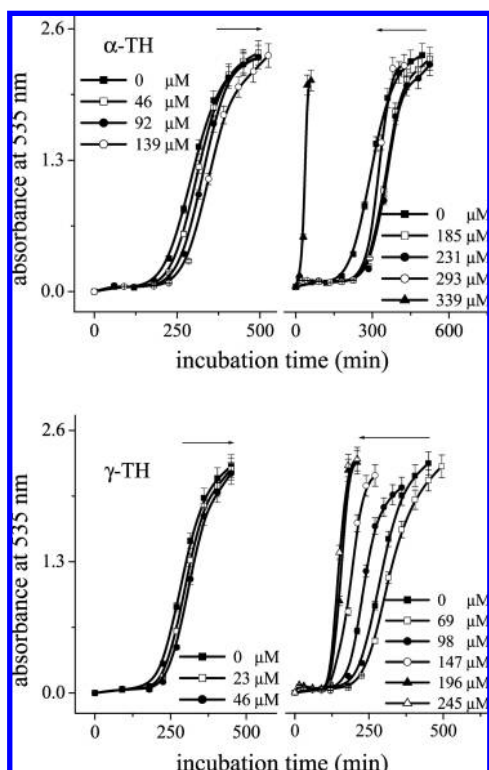 2.6
α-TH
0 μM
46 μM
92 μM
139 μM
1.3
0.0
absorbance at 535 nm
0 μM
185 μM
231 μM
293 μM
339 μM
0 250 500 0 300 600
incubation time (min)
2.6
γ-TH
1.3
0.0
absorbance at 535 nm
0 μM
23 μM
46 μM
0 μM
69 μM
98 μM
147 μM
196 μM
245 μM
0 250 500 0 250 500
incubation time (min)